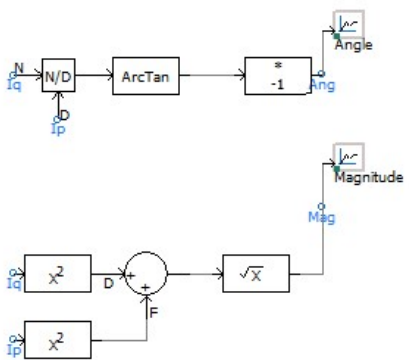 Angle
N
Iq
N/D
ArcTan
*
-1
Ang
D
Ip
Magnitude
Mag
Iq
X²
D
+
+
√X
F
Ip
X²